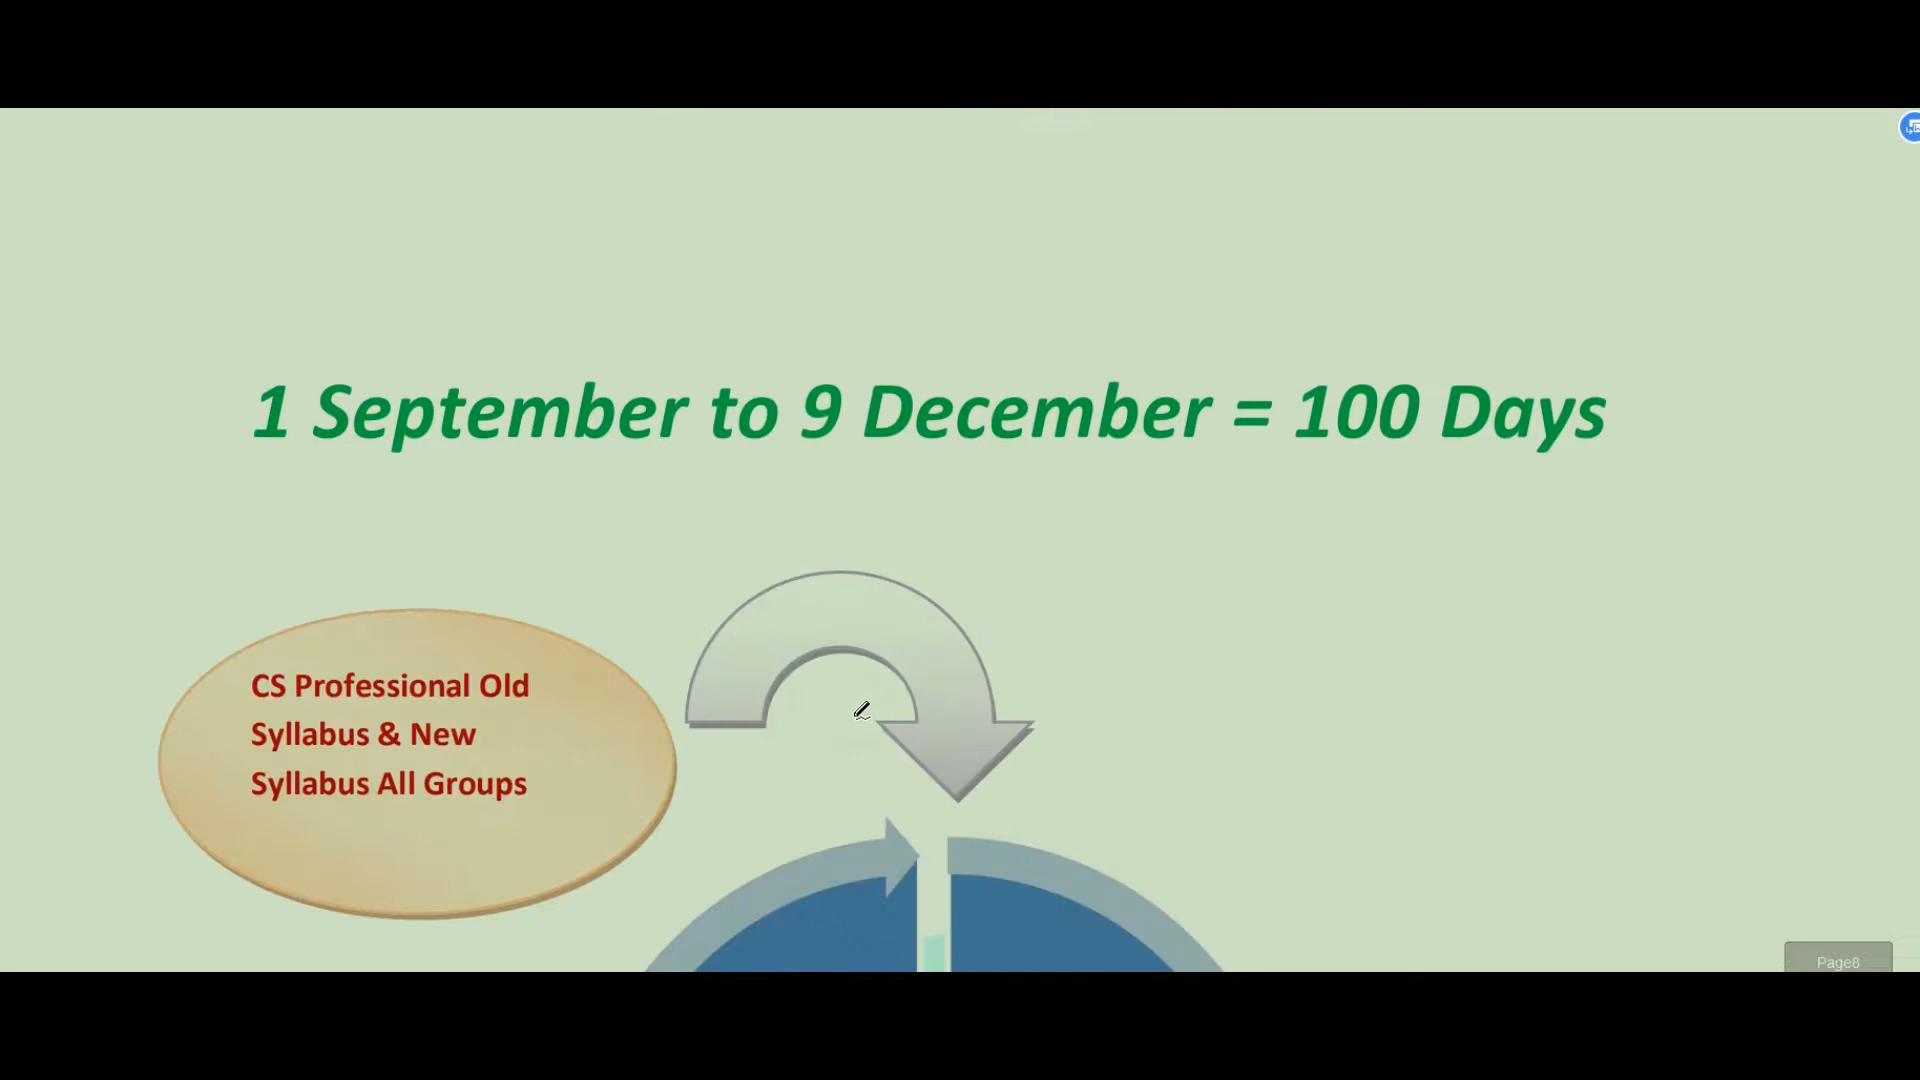 1 September to 9 December = 100 Days
CS Professional Old
Syllabus & New
Syllabus All Groups
Page8